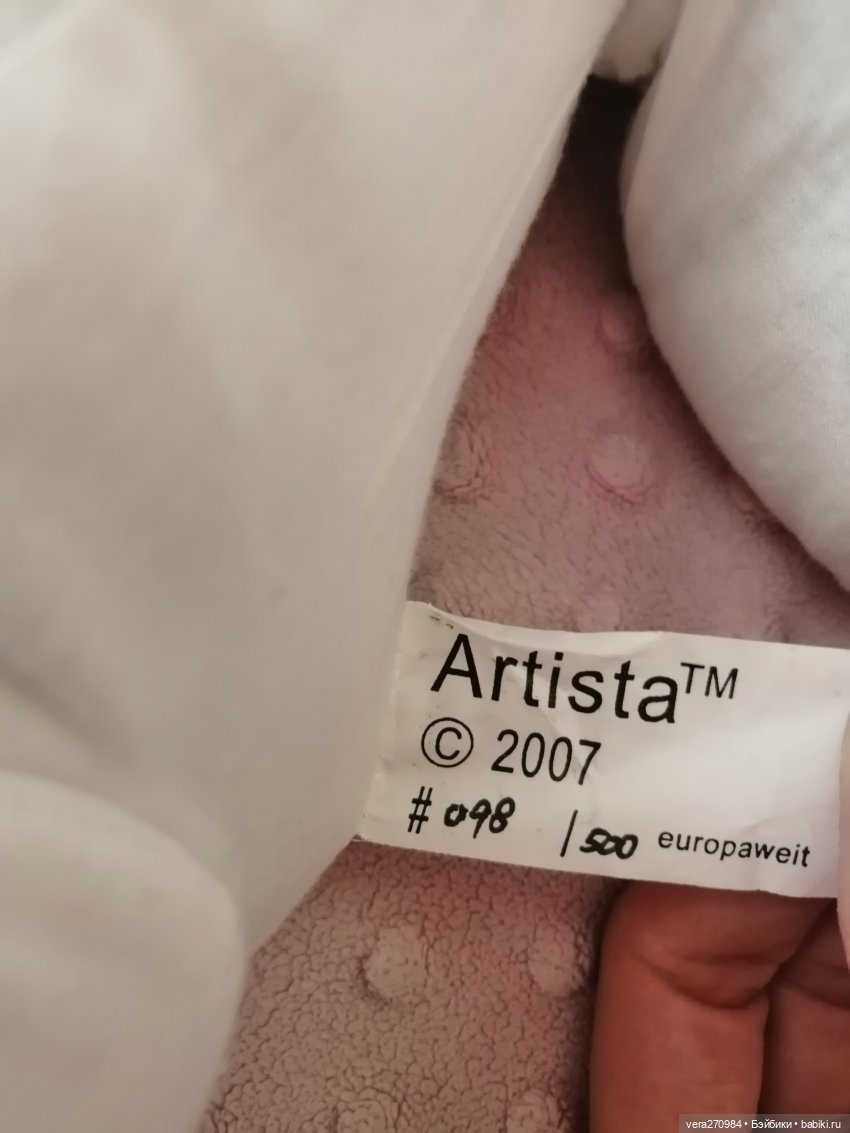 Artista™
© 2007
# 098 /500 europaweit
vera270984 • Бэйбики • babiki.ru